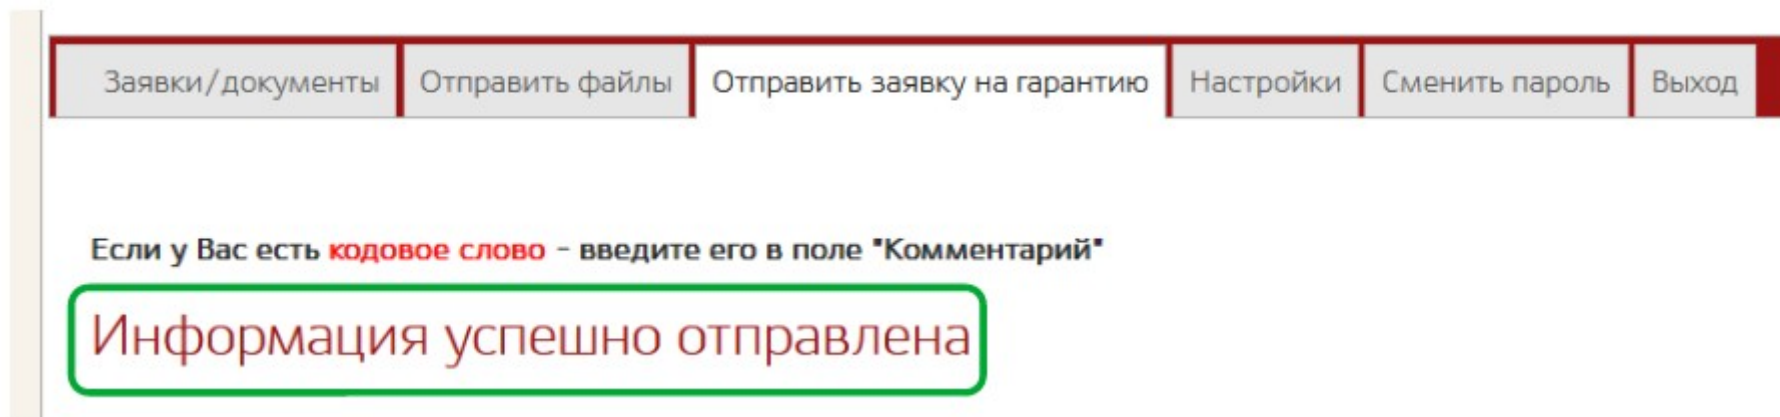 Заявки/документы Отправить файлы Отправить заявку на гарантию Настройки Сменить пароль Выход
Если у Вас есть кодовое слово - введите его в поле "Комментарий"
Информация успешно отправлена